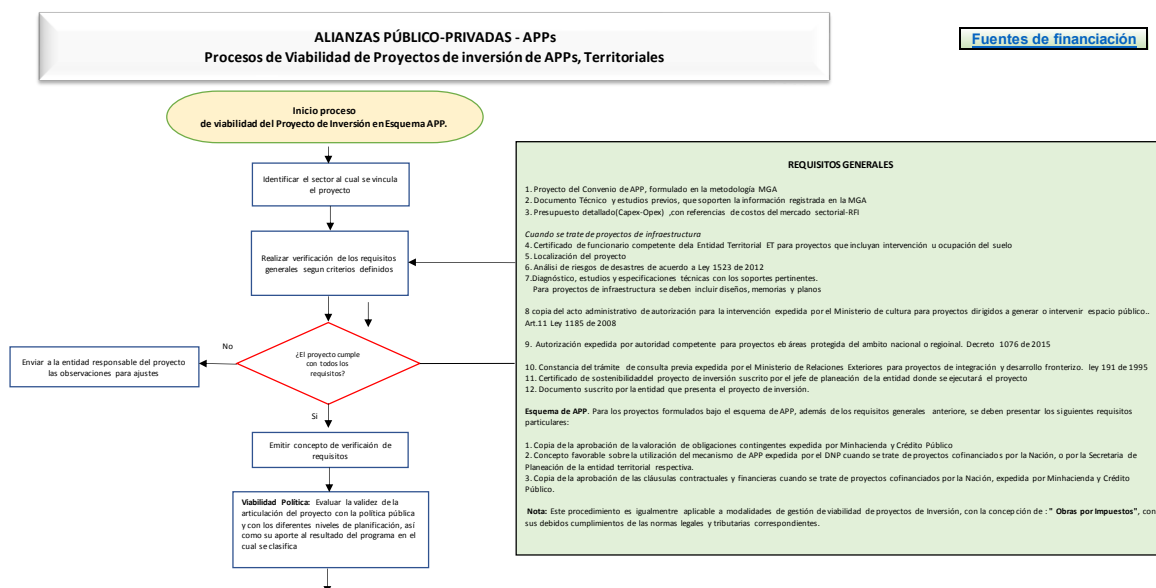 ALIANZAS PÚBLICO-PRIVADAS - APPs
Procesos de Viabilidad de Proyectos de inversión de APPs, Territoriales
Fuentes de financiación
Inicio proceso
de viabilidad del Proyecto de Inversión en Esquema APP.
Identificar el sector al cual se vincula
el proyecto
Realizar verificación de los requisitos
generales segun criterios definidos
¿El proyecto cumple
con todos los
requisitos?
No
Enviar a la entidad responsable del proyecto
las observaciones para ajustes
Si
Emitir concepto de verificaión de
requisitos
Viabilidad Política: Evaluar la validez de la
articulación del proyecto con la política pública
y con los diferentes niveles de planificación, así
como su aporte al resultado del programa en el
cual se clasifica
REQUISITOS GENERALES
1. Proyecto del Convenio de APP, formulado en la metodología MGA
2. Documento Técnico y estudios previos, que soporten la información registrada en la MGA
3. Presupuesto detallado(Capex-Opex) ,con referencias de costos del mercado sectorial-RFI
Cuando se trate de proyectos de infraestructura
4. Certificado de funcionario competente dela Entidad Territorial ET para proyectos que incluyan intervención u ocupación del suelo
5. Localización del proyecto
6. Análisi de riesgos de desastres de acuerdo a Ley 1523 de 2012
7.Diagnóstico, estudios y especificaciones técnicas con los soportes pertinentes.
Para proyectos de infraestructura se deben incluir diseños, memorias y planos
8 copia del acto administrativo de autorización para la intervención expedida por el Ministerio de cultura para proyectos dirigidos a generar o intervenir espacio público..
Art.11 Ley 1185 de 2008
9. Autorización expedida por autoridad competente para proyectos eb áreas protegida del ambito nacional o regioinal. Decreto 1076 de 2015
10. Constancia del trámite de consulta previa expedida por el Ministerio de Relaciones Exteriores para proyectos de integración y desarrollo fronterizo. ley 191 de 1995
11. Certificado de sostenibilidaddel proyecto de inversión suscrito por el jefe de planeación de la entidad donde se ejecutará el proyecto
12. Documento suscrito por la entidad que presenta el proyecto de inversión.
Esquema de APP. Para los proyectos formulados bajo el esquema de APP, además de los requisitos generales anteriore, se deben presentar los siguientes requisitos
particulares:
1. Copia de la aprobación de la valoración de obligaciones contingentes expedida por Minhacienda y Crédito Público
2. Concepto favorable sobre la utilización del mecanismo de APP expedida por el DNP cuando se trate de proyectos cofinanciados por la Nación, o por la Secretaria de
Planeación de la entidad territorial respectiva.
3. Copia de la aprobación de las cláusulas contractuales y financieras cuando se trate de proyectos cofinanciados por la Nación, expedida por Minhacienda y Crédito
Público.
Nota: Este procedimiento es igualmentre aplicable a modalidades de gestión de viabilidad de proyectos de Inversión, con la concepción de : " Obras por Impuestos", con
sus debidos cumplimientos de las normas legales y tributarias correspondientes.